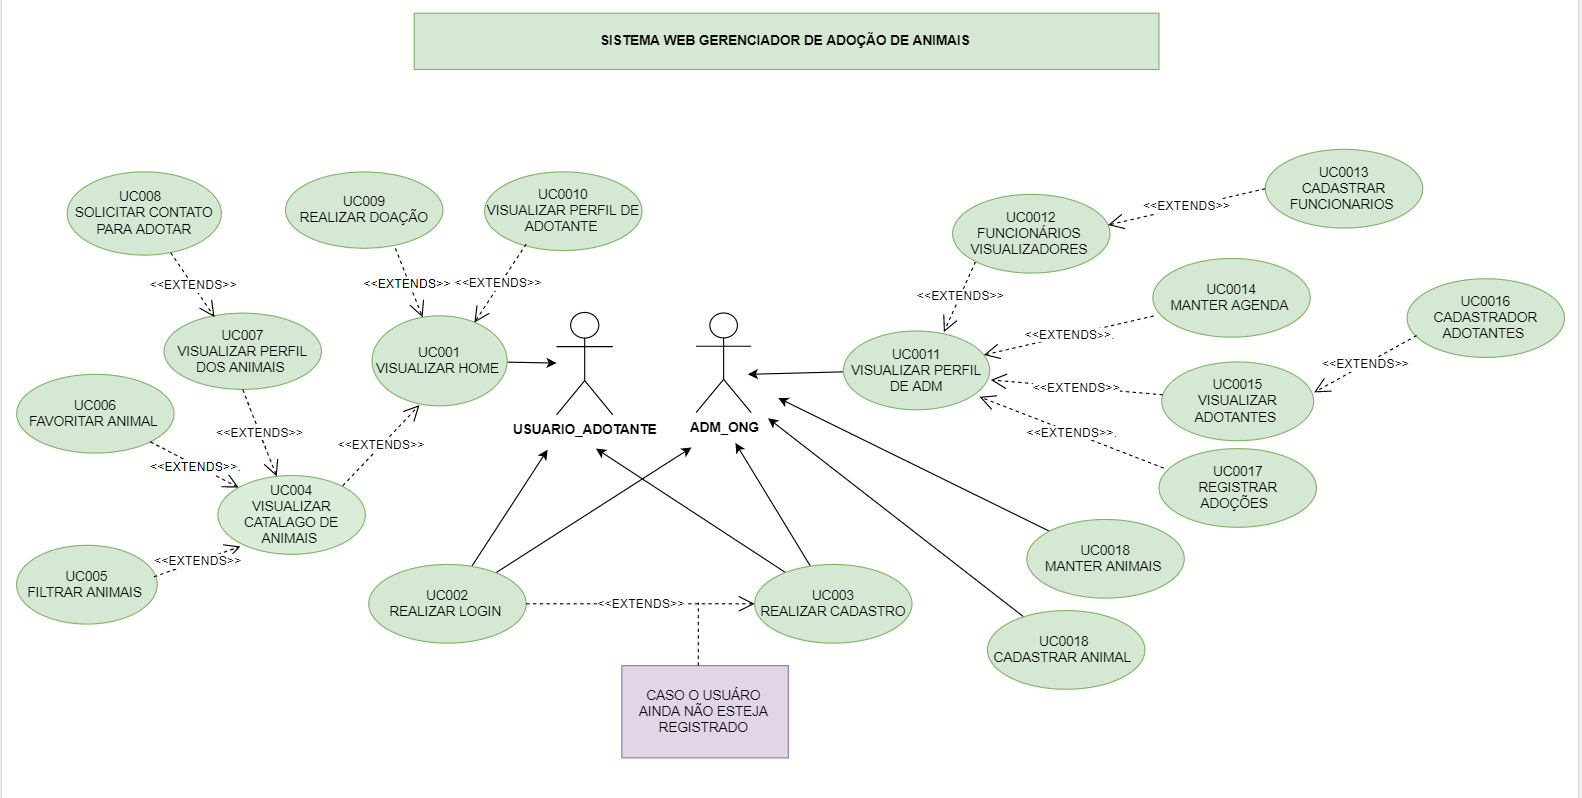 SISTEMA WEB GERENCIADOR DE ADOÇÃO DE ANIMAIS
UC008
SOLICITAR CONTATO
PARA ADOTAR
UC009
REALIZAR DOAÇÃO
UC0010
VISUALIZAR PERFIL DE
ADOTANTE
UC0012
FUNCIONÁRIOS
VISUALIZADORES
<<EXTENDS>>
UC0013
CADASTRAR
FUNCIONARIOS
<<EXTENDS>>
<<EXTENDS>>
<<EXTENDS>>
<<EXTENDS>>
UC0014
MANTER AGENDA
UC0016
CADASTRADOR
ADOTANTES
UC007
VISUALIZAR PERFIL
DOS ANIMAIS
UC001
VISUALIZAR HOME
UC0011
VISUALIZAR PERFIL
DE ADM
<<EXTENDS>>.
<<EXTENDS>>
<<EXTENDS>>
UC0015
VISUALIZAR
ADOTANTES
UC006
FAVORITAR ANIMAL
<<EXTENDS>>
<<EXTENDS>>
USUARIO_ADOTANTE
ADM_ONG
<<EXTENDS>>.
<<EXTENDS>>.
UC0017
REGISTRAR
ADOÇÕES
UC004
VISUALIZAR
CATALAGO DE
ANIMAIS
<<EXTENDS>>
UC005
FILTRAR ANIMAIS
UC0018
MANTER ANIMAIS
UC002
REALIZAR LOGIN
<<EXTENDS>>
UC003
REALIZAR CADASTRO
UC0018
CADASTRAR ANIMAL
CASO O USUÁRO
AINDA NÃO ESTEJA
REGISTRADO